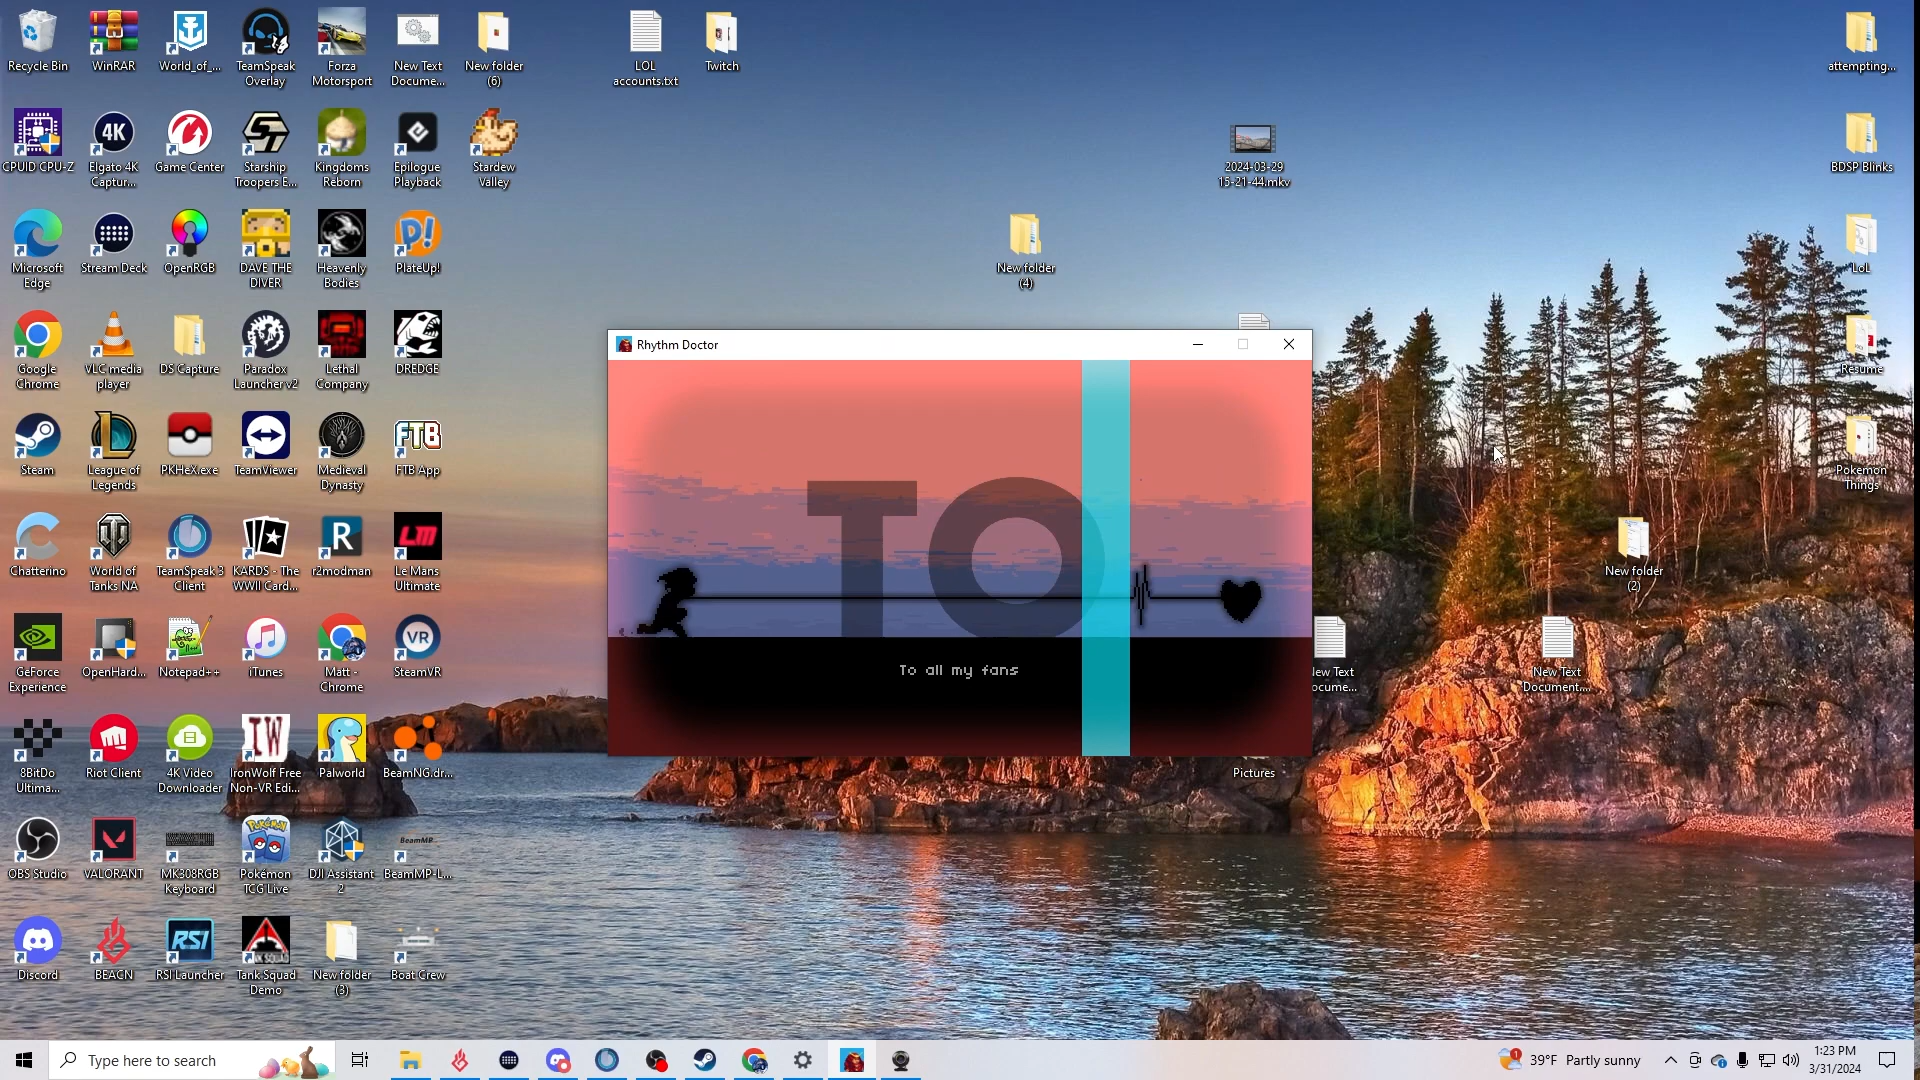 Recycle Bin
WinRAR
World_of_...
TeamSpeak
Overlay
Forza
Motorsport
New Text
Docume...
New folder
(6)
LOL
accounts.txt
Twitch
attempting...
CPUID CPU-Z
4K
Elgato 4K
Captur...
Game Center
ST
Starship
Troopers E...
Kingdoms
Reborn
Epilogue
Playback
Stardew
Valley
2024-03-29
15-21-44.mkv
BDSP Blinks
Microsoft
Edge
Stream Deck
OpenRGB
DAVE THE
DIVER
Heavenly
Bodies
P!
PlateUp!
New folder
(4)
LoL
Google
Chrome
VLC media
player
DS Capture
Paradox
Launcher v2
Lethal
Company
DREDGE
Resume
Steam
League of
Legends
PKHeX.exe
TeamViewer
Medieval
Dynasty
FTB
FTB App
Pokemon
Things
Chatterino
World of
Tanks NA
TeamSpeak 3
Client
KARDS - The
WWII Card...
R
r2modman
LM
Le Mans
Ultimate
New folder
(2)
GeForce
Experience
OpenHard...
Notepad++
iTunes
Matt -
Chrome
VR
SteamVR
New Text
Docume...
New Text
Document....
8BitDo
Ultima...
Riot Client
4K Video
Downloader
IW
IronWolf Free
Non-VR Edi...
Palworld
BeamNG.dr...
Pictures
OBS Studio
VALORANT
MK308RGB
Keyboard
Pokémon
TCG Live
DJI Assistant
2
BeamMP
BeamMP-L...
Discord
BEACN
RSI
RSI Launcher
Tank Squad
Demo
New folder
(3)
Boat Crew
Rhythm Doctor
TO
To all my fans
Type here to search
1
39°F Partly sunny
1:23 PM
3/31/2024